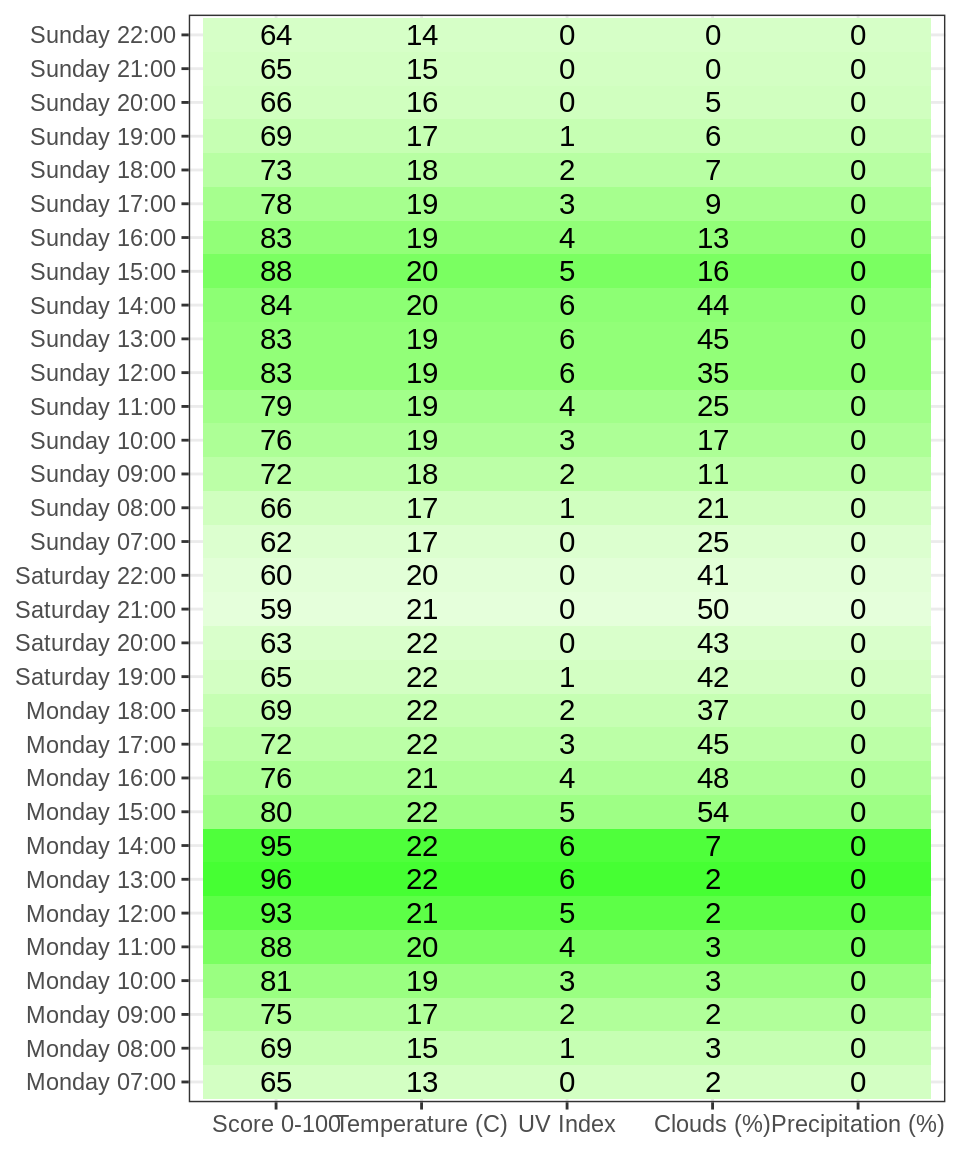 Sunday 22:00 64 14 0 0 0
Sunday 21:00 65 15 0 0 0
Sunday 20:00 66 16 0 5 0
Sunday 19:00 69 17 1 6 0
Sunday 18:00 73 18 2 7 0
Sunday 17:00 78 19 3 9 0
Sunday 16:00 83 19 4 13 0
Sunday 15:00 88 20 5 16 0
Sunday 14:00 84 20 6 44 0
Sunday 13:00 83 19 6 45 0
Sunday 12:00 83 19 6 35 0
Sunday 11:00 79 19 4 25 0
Sunday 10:00 76 19 3 17 0
Sunday 09:00 72 18 2 11 0
Sunday 08:00 66 17 1 21 0
Sunday 07:00 62 17 0 25 0
Saturday 22:00 60 20 0 41 0
Saturday 21:00 59 21 0 50 0
Saturday 20:00 63 22 0 43 0
Saturday 19:00 65 22 1 42 0
Monday 18:00 69 22 2 37 0
Monday 17:00 72 22 3 45 0
Monday 16:00 76 21 4 48 0
Monday 15:00 80 22 5 54 0
Monday 14:00 95 22 6 7 0
Monday 13:00 96 22 6 2 0
Monday 12:00 93 21 5 2 0
Monday 11:00 88 20 4 3 0
Monday 10:00 81 19 3 3 0
Monday 09:00 75 17 2 2 0
Monday 08:00 69 15 1 3 0
Monday 07:00 65 13 0 2 0
Score 0-100 Temperature (C) UV Index Clouds (%) Precipitation (%)